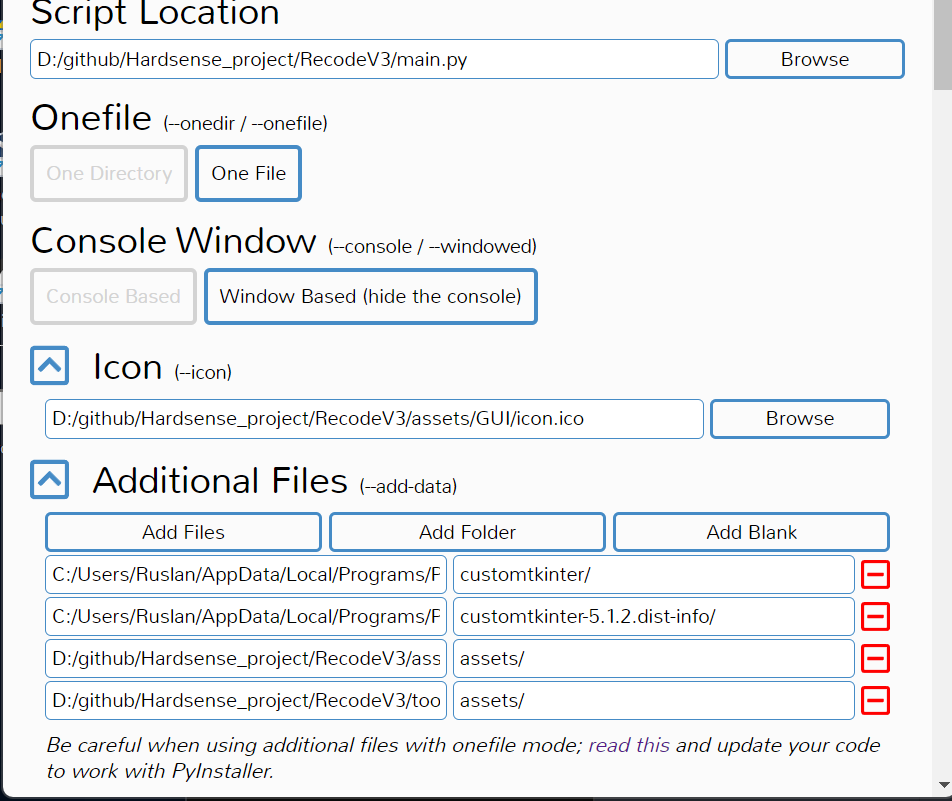 Script Location
D:/github/Hardsense_project/RecodeV3/main.py Browse
Onefile (--onedir / --onefile)
One Directory One File
Console Window (--console / --windowed)
Console Based Window Based (hide the console)
Icon (--icon)
D:/github/Hardsense_project/RecodeV3/assets/GUI/icon.ico Browse
Additional Files (--add-data)
Add Files Add Folder Add Blank
C:/Users/Ruslan/AppData/Local/Programs/P customtkinter/
C:/Users/Ruslan/AppData/Local/Programs/P customtkinter-5.1.2.dist-info/
D:/github/Hardsense_project/RecodeV3/ass assets/
D:/github/Hardsense_project/RecodeV3/too assets/
Be careful when using additional files with onefile mode; read this and update your code
to work with PyInstaller.